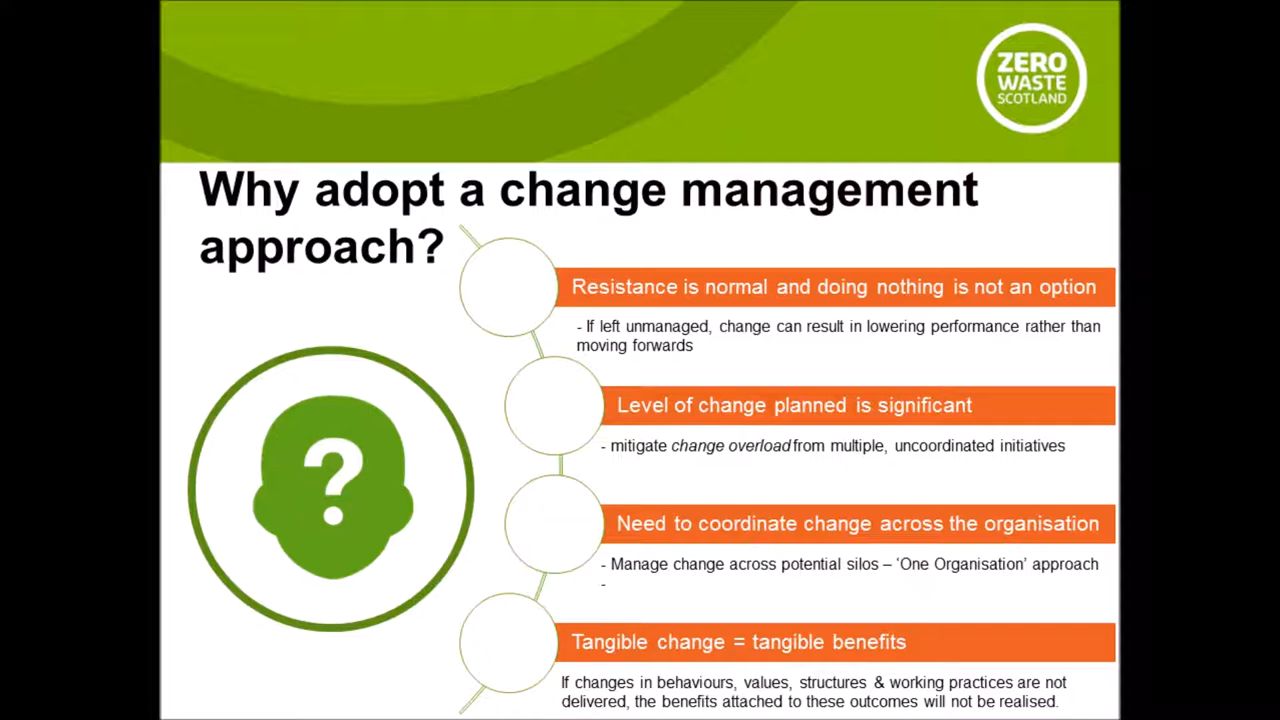 ZERO
WASTE
SCOTLAND
Why adopt a change management
approach?
Resistance is normal and doing nothing is not an option
- If left unmanaged, change can result in lowering performance rather than
moving forwards
Level of change planned is significant
- mitigate change overload from multiple, uncoordinated initiatives
Need to coordinate change across the organisation
- Manage change across potential silos – ‘One Organisation’ approach
-
Tangible change = tangible benefits
If changes in behaviours, values, structures & working practices are not
delivered, the benefits attached to these outcomes will not be realised.
?